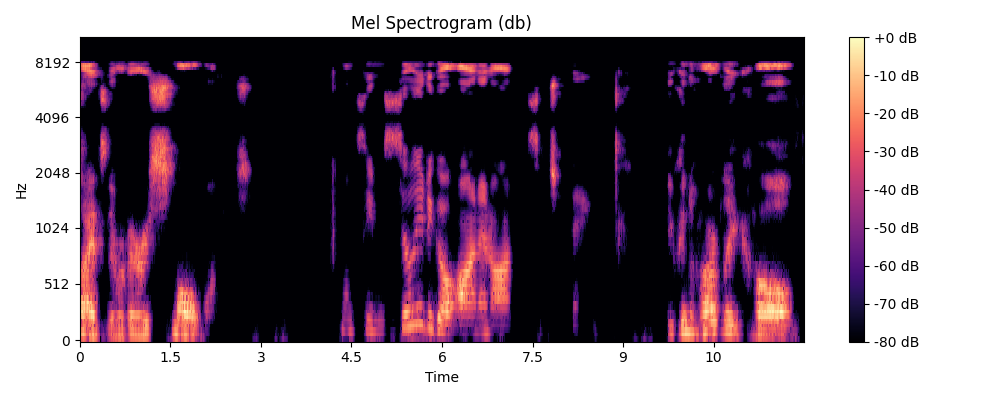 Mel Spectrogram (db)
Hz
8192
4096
2048
1024
512
0
0 1.5 3 4.5 6 7.5 9 10
Time
+0 dB
-10 dB
-20 dB
-30 dB
-40 dB
-50 dB
-60 dB
-70 dB
-80 dB